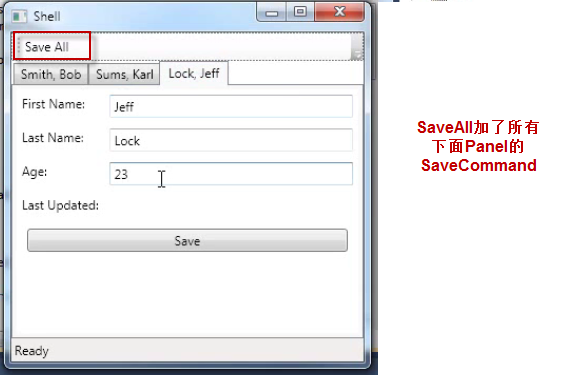 Shell
Save All
Smith, Bob Sums, Karl Lock, Jeff
First Name: Jeff
Last Name: Lock
Age: 23
Last Updated:
Save
Ready
SaveAll加了所有
下面Panel的
SaveCommand